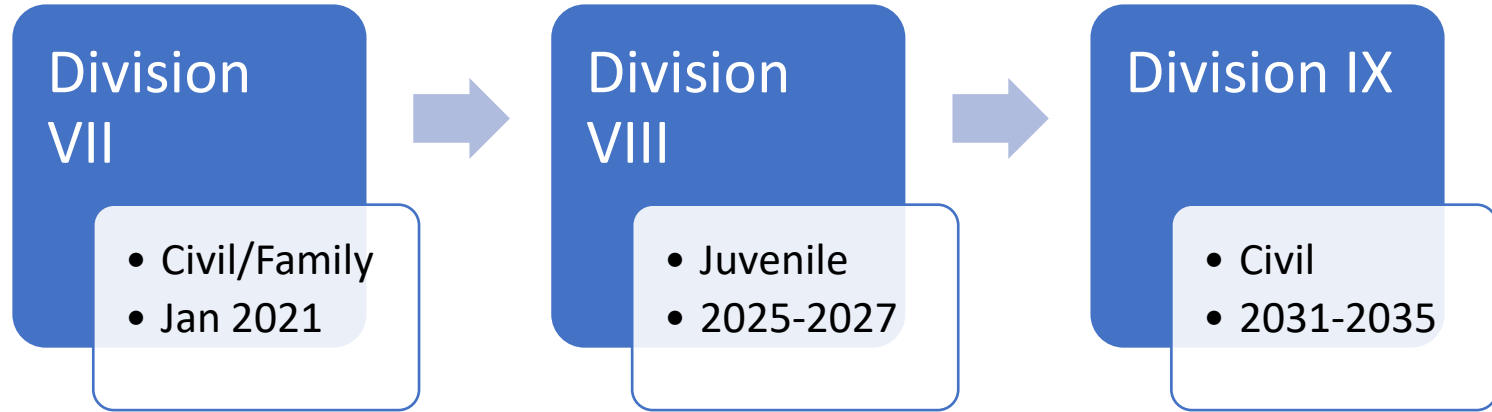 Division
VII
• Civil/Family
• Jan 2021
Division
VIII
• Juvenile
• 2025-2027
Division IX
• Civil
• 2031-2035